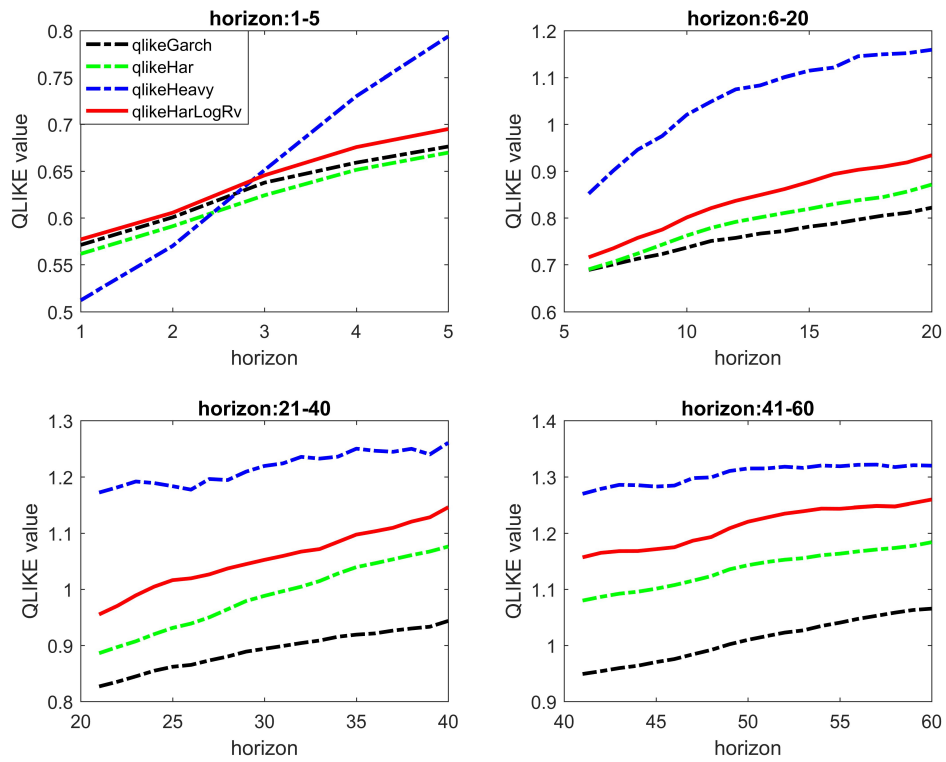 horizon:1-5
0.8
0.75
0.7
0.65
0.6
0.55
0.5
QLIKE value
qlikeGarch
qlikeHar
qlikeHeavy
qlikeHarLogRv
1 2 3 4 5
horizon
horizon:6-20
1.2
1.1
1
0.9
0.8
0.7
0.6
QLIKE value
5 10 15 20
horizon
horizon:21-40
1.3
1.2
1.1
1
0.9
0.8
QLIKE value
20 25 30 35 40
horizon
horizon:41-60
1.4
1.3
1.2
1.1
1
0.9
QLIKE value
40 45 50 55 60
horizon